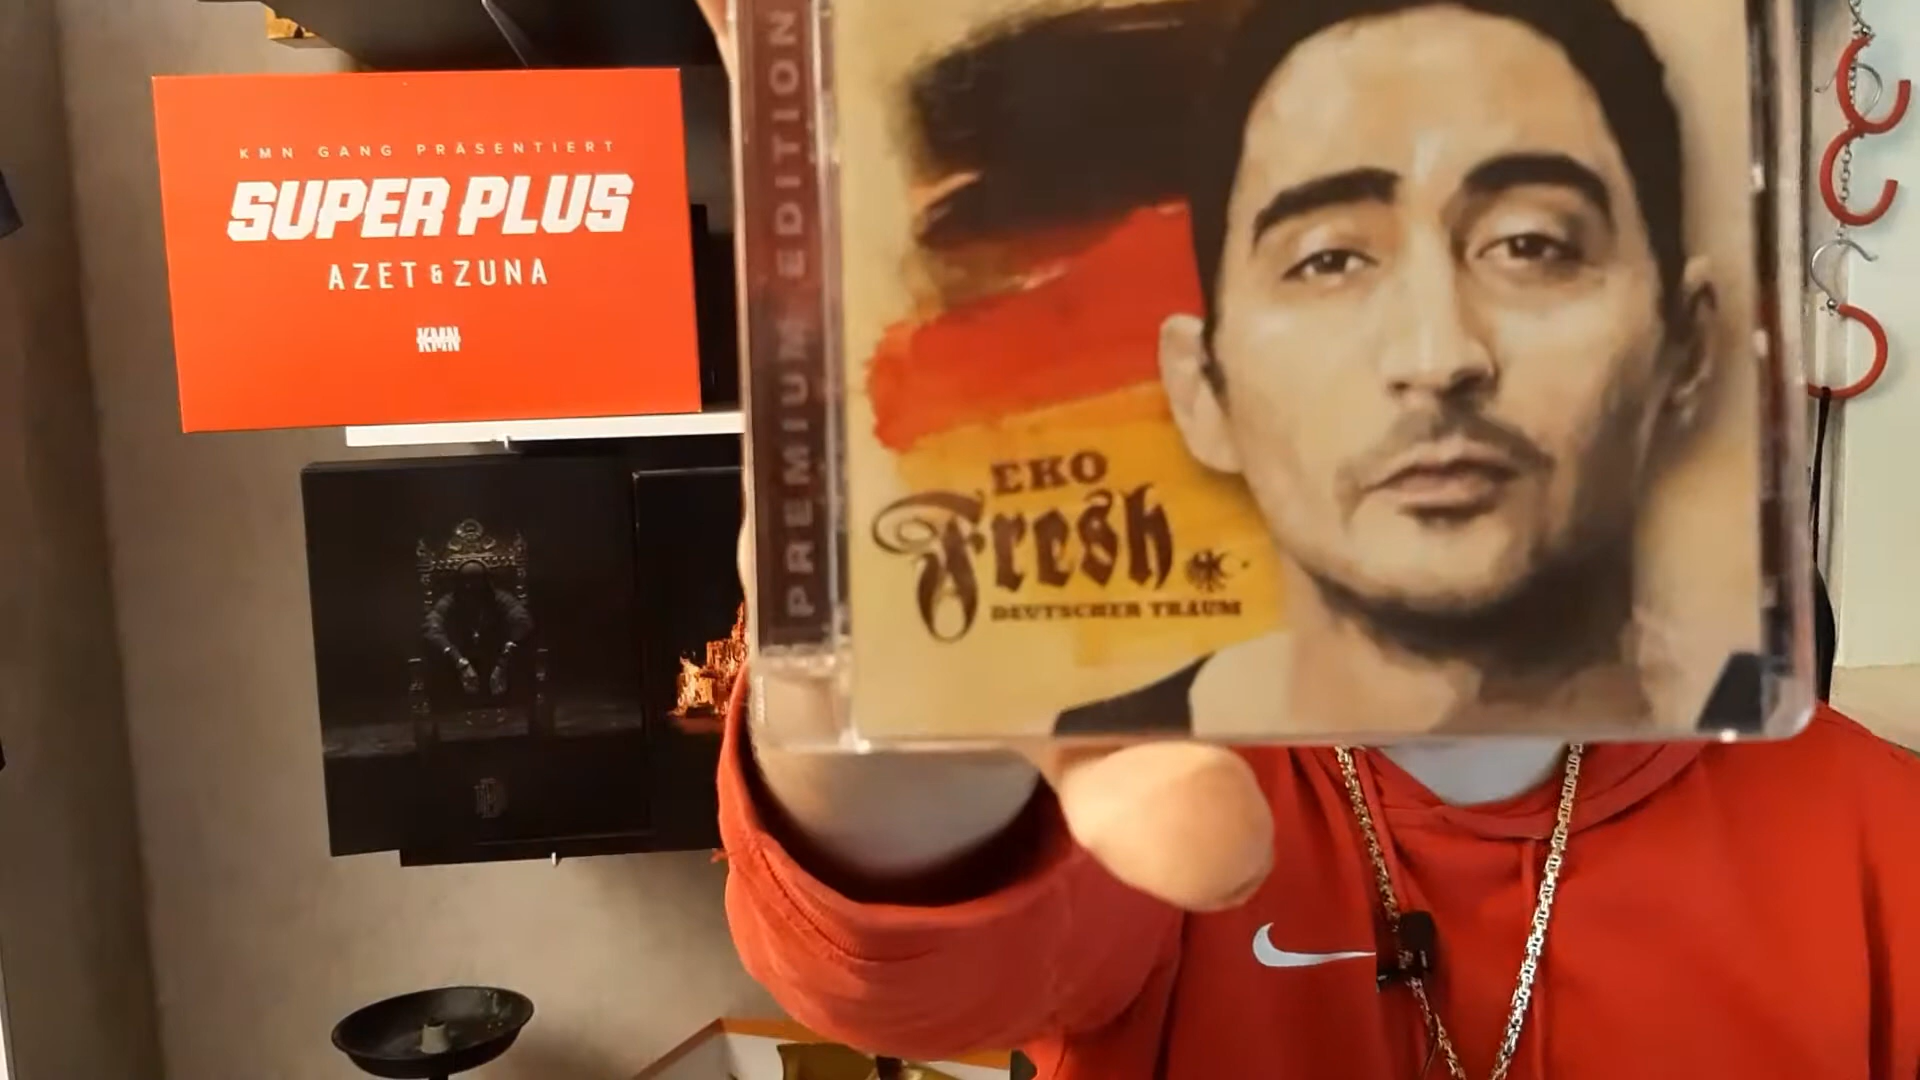 KMN GANG PRÄSENTIERT
SUPER PLUS
AZET & ZUNA
KMN
PREMIUM EDITION
EKO
Fresh
DEUTSCHER TRAUM